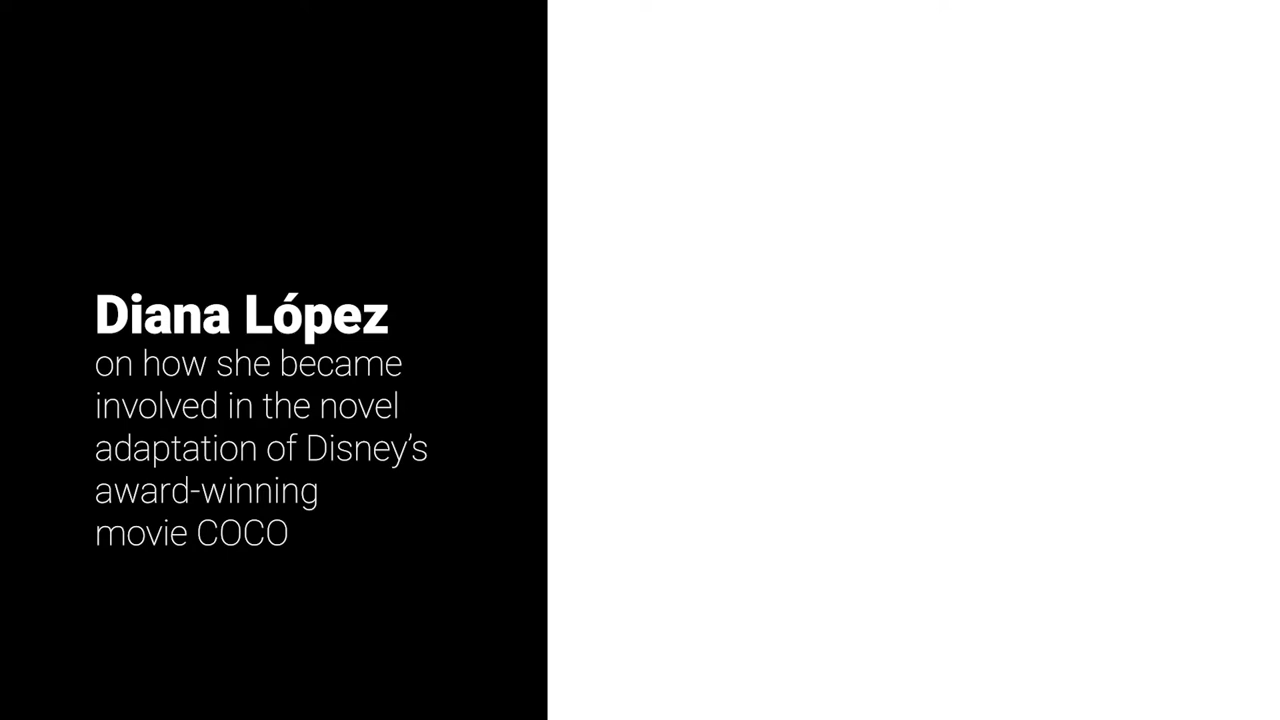 Diana López
on how she became
involved in the novel
adaptation of Disney’s
award-winning
movie COCO